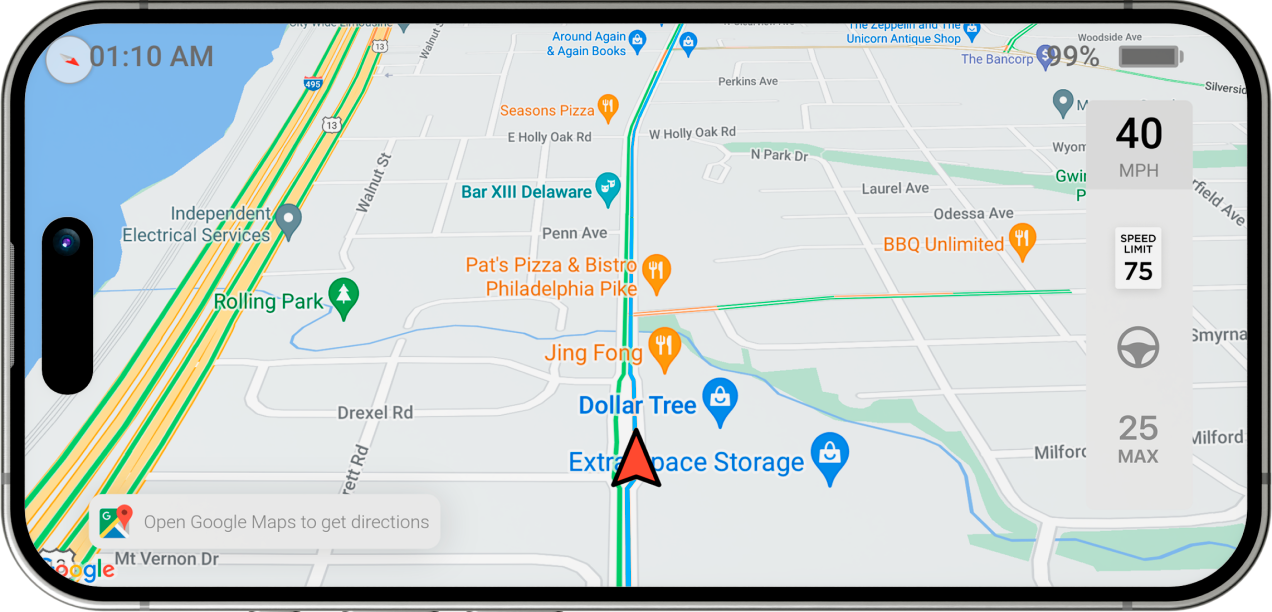 City Wide Limousine
01:10 AM
13
495
13
Walnut S
Around Again
& Again Books
The Zeppelin and The
Unicorn Antique Shop
Woodside Ave
The Bancorp
99%
Perkins Ave
Silversid
Seasons Pizza
E Holly Oak Rd
W Holly Oak Rd
40
MPH
N Park Dr
Wyom
Walnut St
Bar XIII Delaware
Laurel Ave
Gwin
P
rfield Ave
Independent
Electrical Services
Odessa Ave
Penn Ave
BBQ Unlimited
SPEED
LIMIT
75
Pat's Pizza & Bistro
Philadelphia Pike
Rolling Park
Smyrna
Jing Fong
Drexel Rd
Dollar Tree
25
MAX
Extra Space Storage
Milford
Milford
rett Rd
G
Open Google Maps to get directions
Mt Vernon Dr
Google